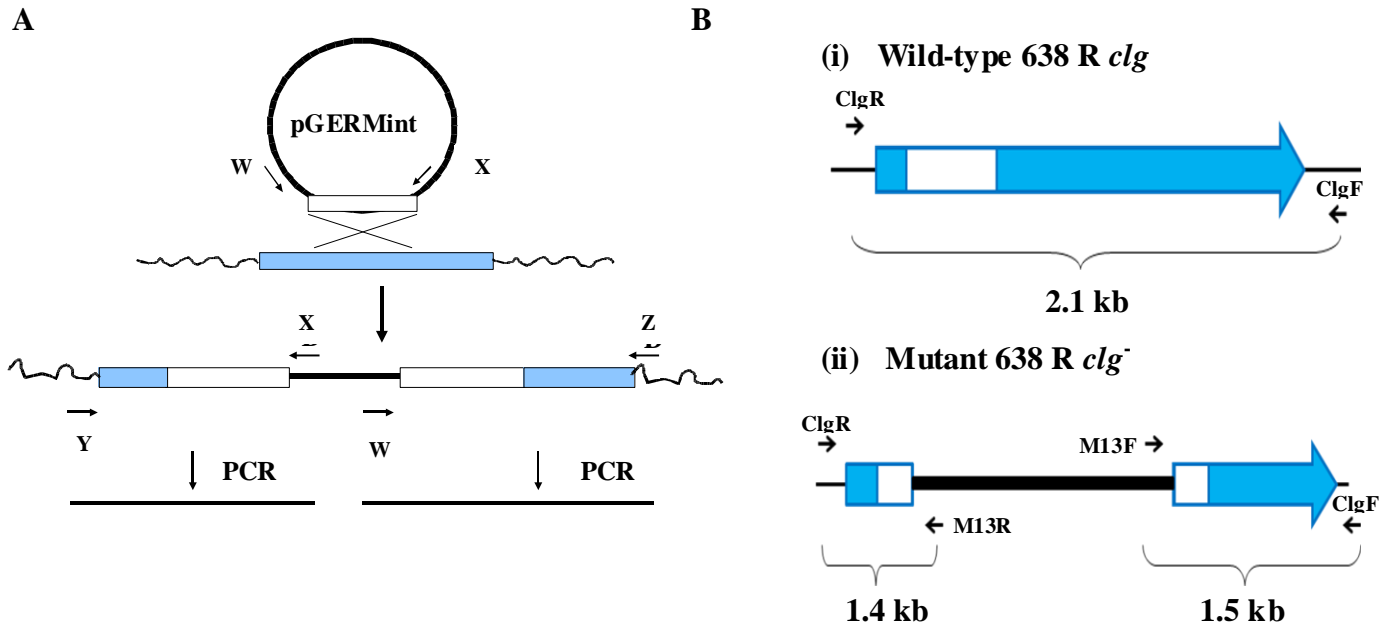 A
pGERMint
W
X
X
Z
Y
W
PCR
PCR
B
(i) Wild-type 638 R clg
ClgR
ClgF
2.1 kb
(ii) Mutant 638 R clg⁻
ClgR
M13F
ClgF
M13R
1.4 kb
1.5 kb